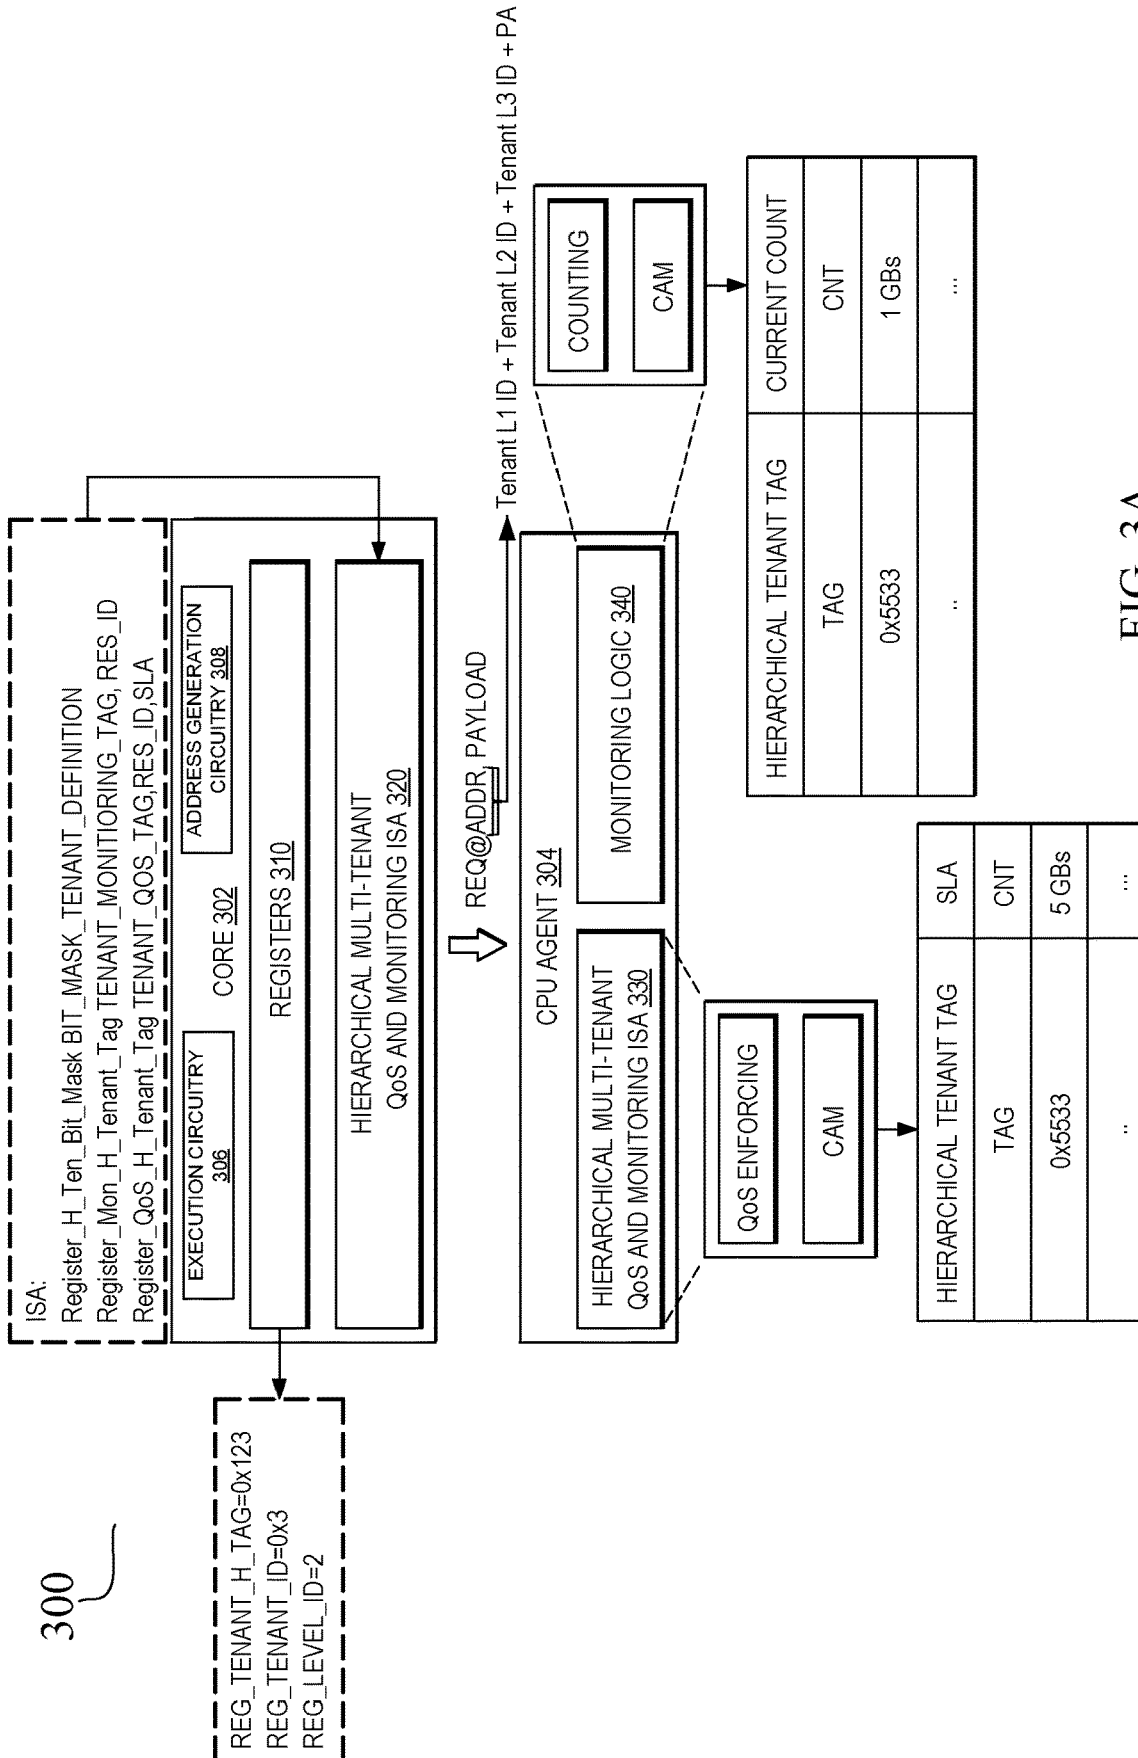 300
ISA:
Register_H_Ten_Bit_Mask BIT_MASK_TENANT_DEFINITION
Register_Mon_H_Tenant_Tag TENANT_MONITIORING_TAG, RES_ID
Register_QoS_H_Tenant_Tag TENANT_QOS_TAG,RES_ID,SLA
EXECUTION CIRCUITRY
306
CORE 302
ADDRESS GENERATION
CIRCUITRY 308
REGISTERS 310
HIERARCHICAL MULTI-TENANT
QoS AND MONITORING ISA 320
REG_TENANT_H_TAG=0x123
REG_TENANT_ID=0x3
REG_LEVEL_ID=2
REQ@ADDR, PAYLOAD
Tenant L1 ID + Tenant L2 ID + Tenant L3 ID + PA
CPU AGENT 304
HIERARCHICAL MULTI-TENANT
QoS AND MONITORING ISA 330
MONITORING LOGIC 340
QoS ENFORCING
CAM
COUNTING
CAM
HIERARCHICAL TENANT TAG SLA
TAG CNT
0x5533 5 GBs
.. ...
HIERARCHICAL TENANT TAG CURRENT COUNT
TAG CNT
0x5533 1 GBs
.. ...
FIG. 3A